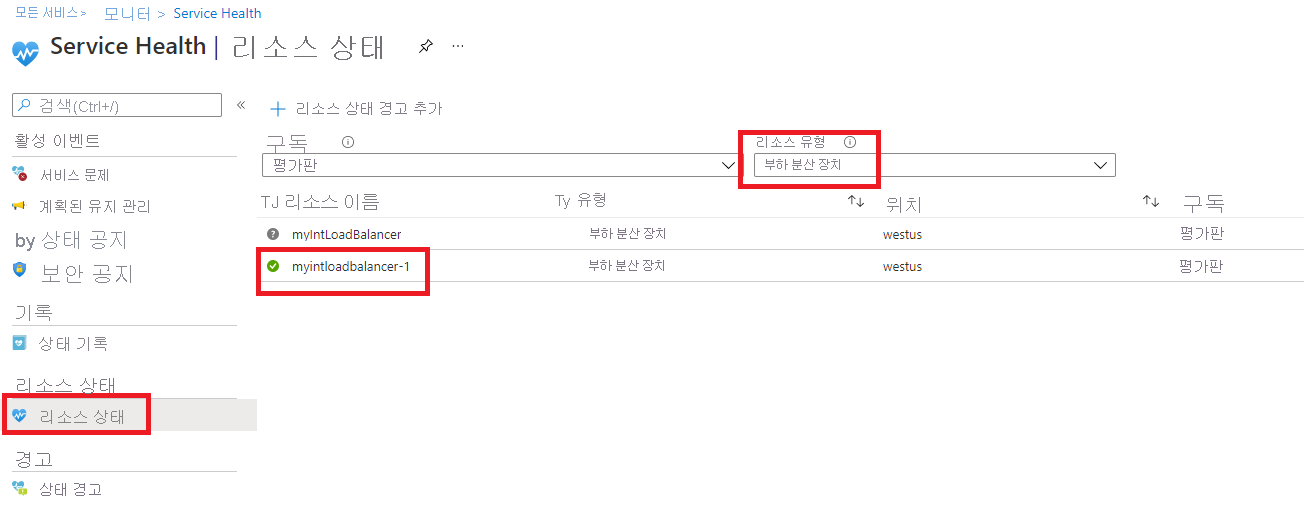 모든 서비스> 모니터 > Service Health
Service Health | 리소스 상태 ...
검색(Ctrl+/) «
+ 리소스 상태 경고 추가
활성 이벤트
서비스 문제
계획된 유지 관리
by 상태 공지
보안 공지
기록
상태 기록
리소스 상태
리소스 상태
경고
상태 경고
구독
평가판
리소스 유형
부하 분산 장치
TJ 리소스 이름 Ty 유형 ↑↓ 위치 ↑↓ 구독
myIntLoadBalancer 부하 분산 장치 westus 평가판
myintloadbalancer-1 부하 분산 장치 westus 평가판